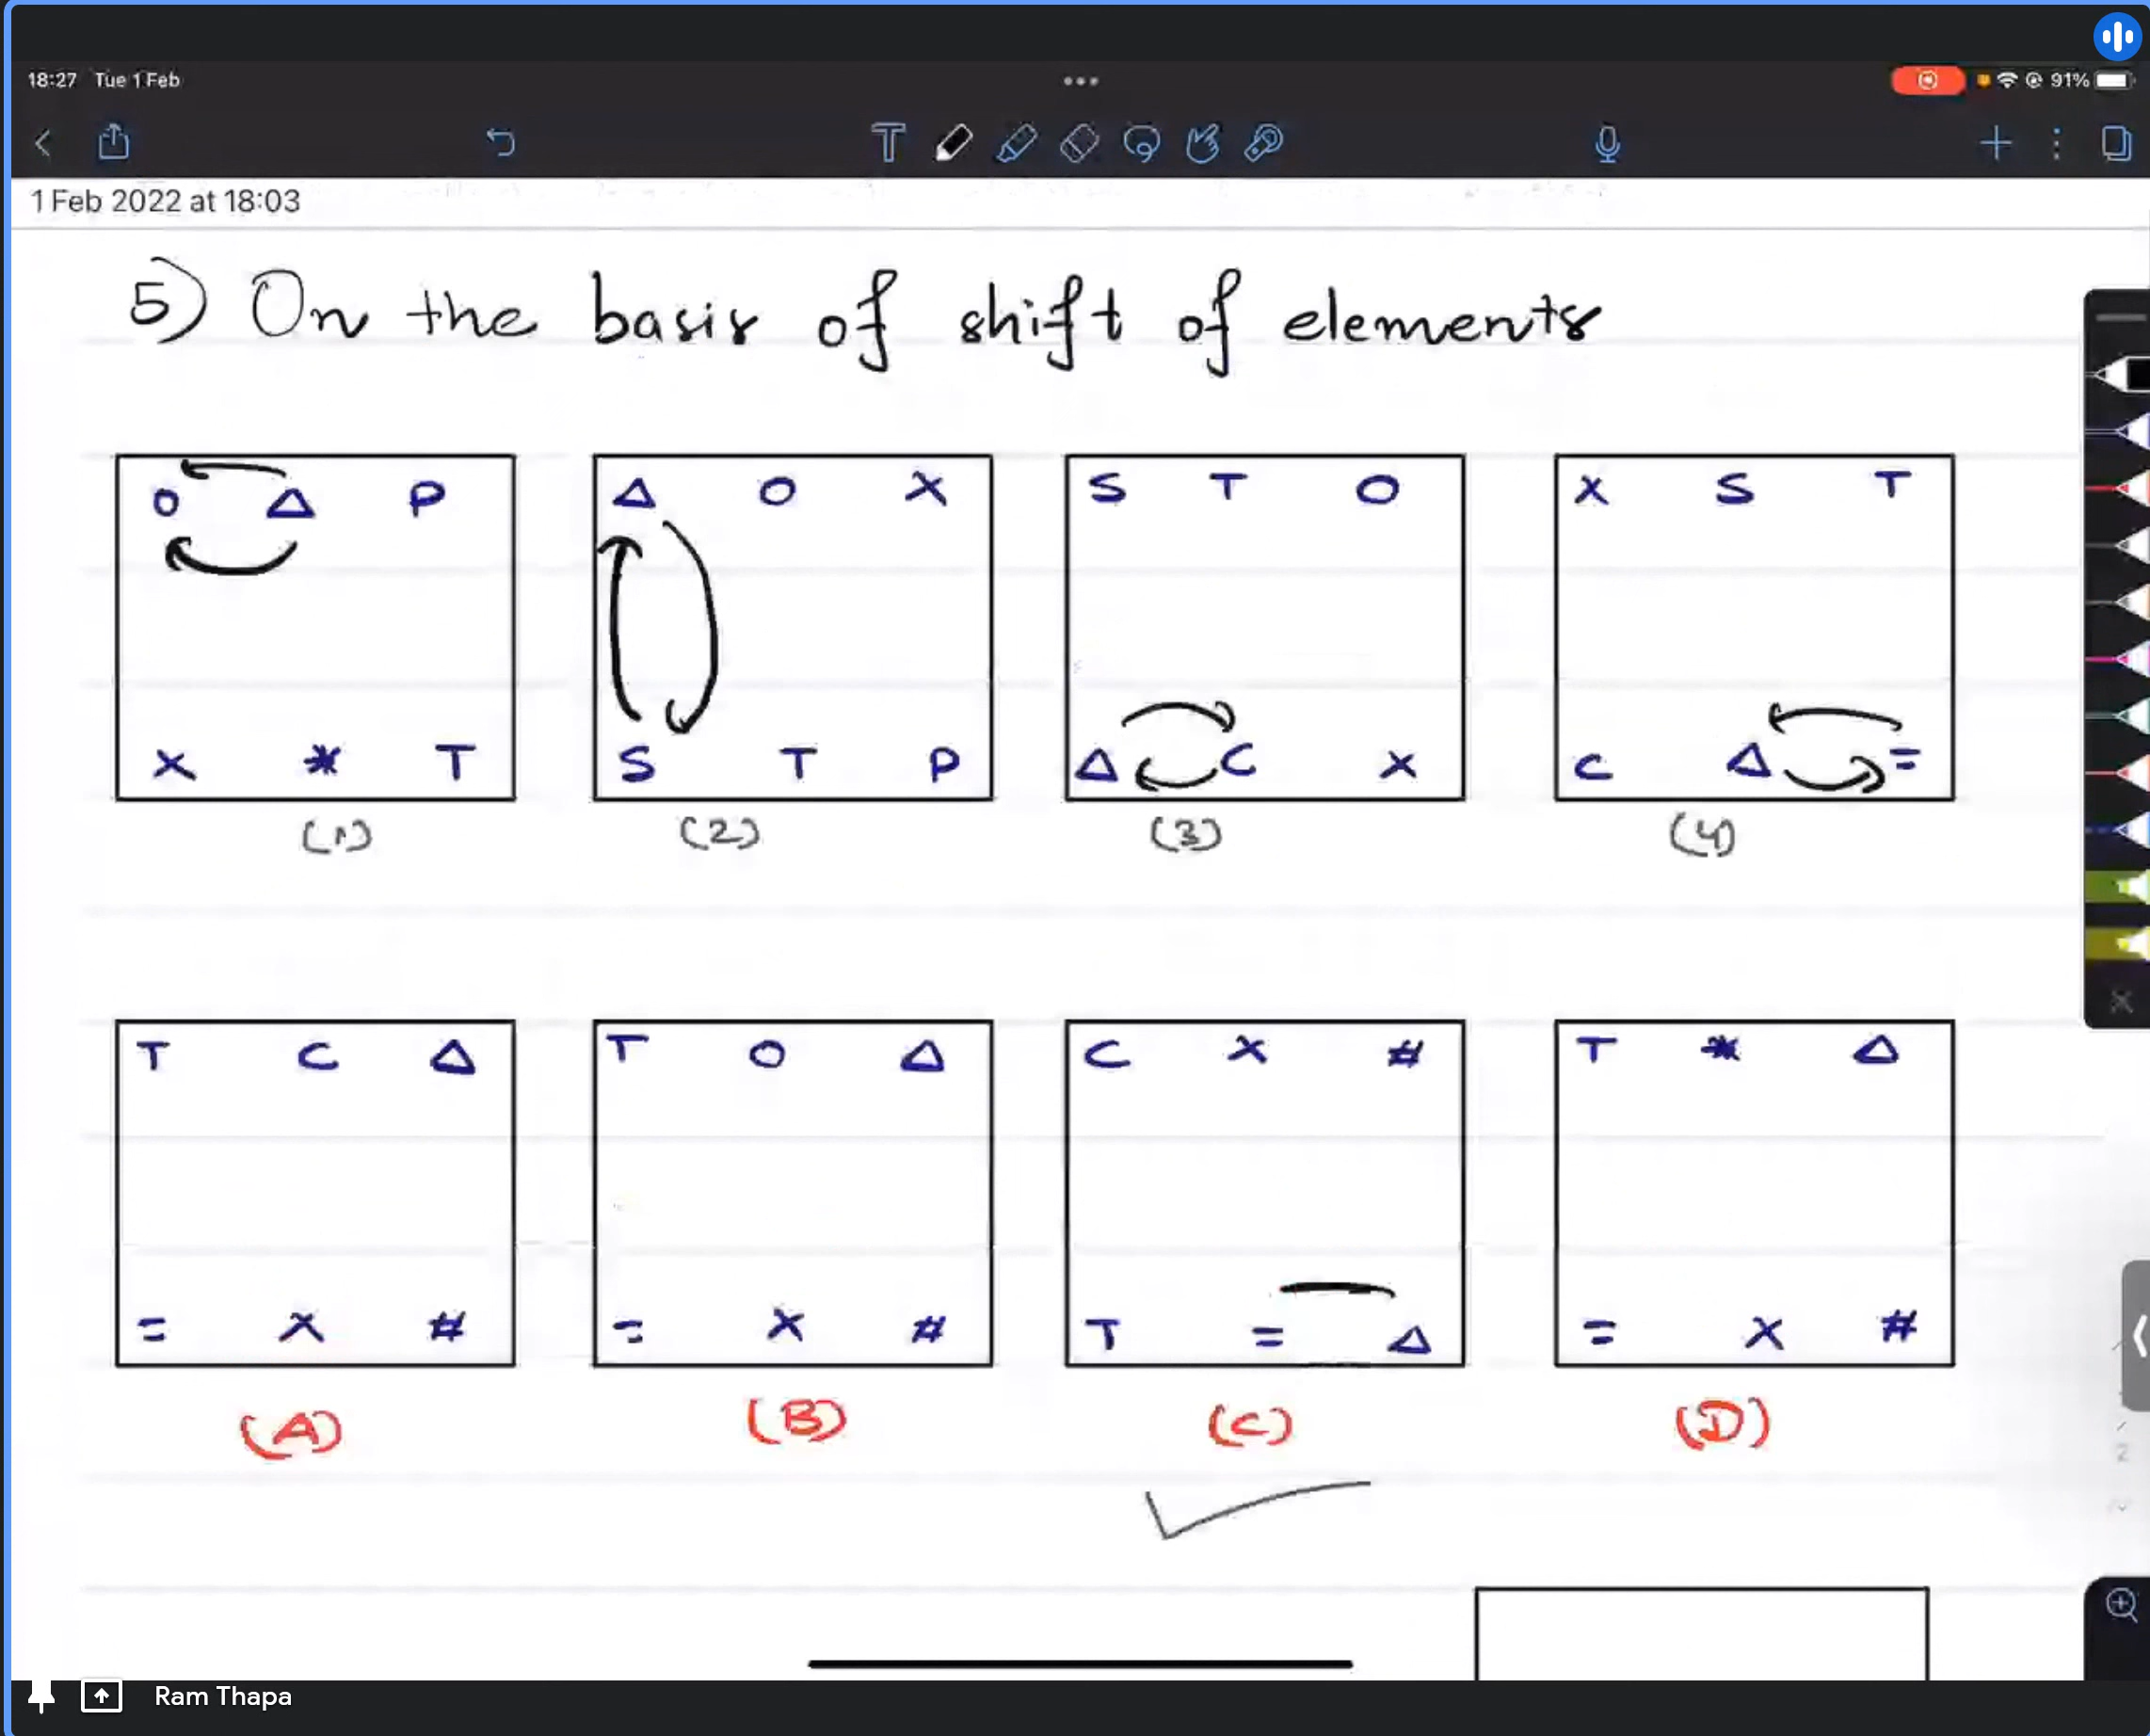 18:27 Tue 1 Feb
91%
1 Feb 2022 at 18:03
5) On the basis of shift of elements
O Δ P
Δ O X
S T O
X S T
X * T
S T P
Δ C X
C Δ =
(1)
(2)
(3)
(4)
T C Δ
T O Δ
C X #
T * Δ
= X #
= X #
T = Δ
= X #
(A)
(B)
(C)
(D)
2
Ram Thapa